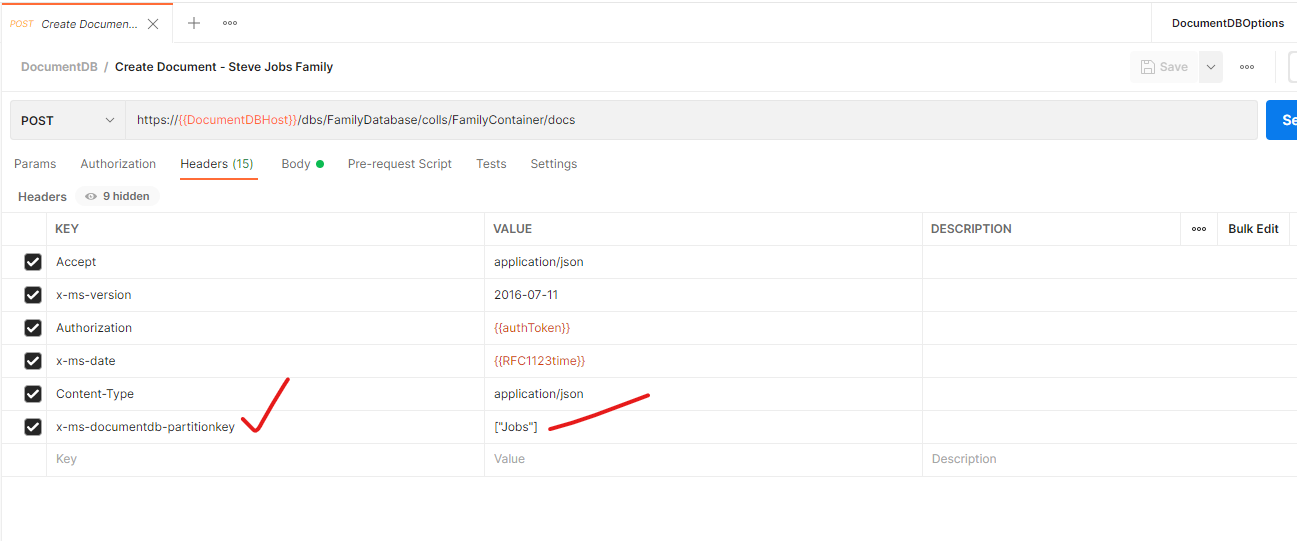 POST Create Documen...
DocumentDBOptions
DocumentDB / Create Document - Steve Jobs Family
Save
POST
https://{{DocumentDBHost}}/dbs/FamilyDatabase/colls/FamilyContainer/docs
Se
Params Authorization Headers (15) Body Pre-request Script Tests Settings
Headers 9 hidden
KEY VALUE DESCRIPTION Bulk Edit
Accept application/json
x-ms-version 2016-07-11
Authorization {{authToken}}
x-ms-date {{RFC1123time}}
Content-Type application/json
x-ms-documentdb-partitionkey ["Jobs"]
Key Value Description